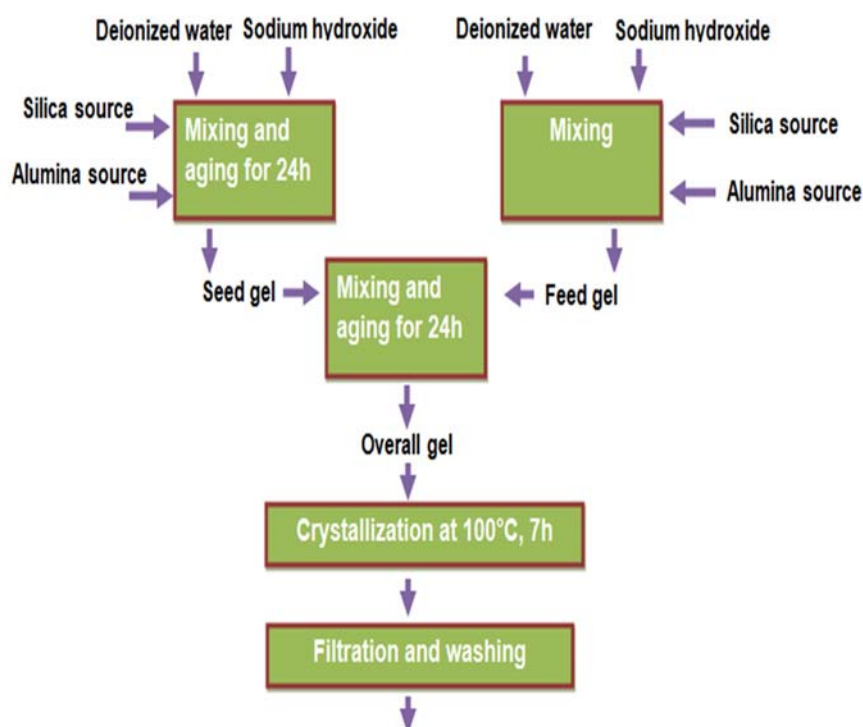 Deionized water
Sodium hydroxide
Deionized water
Sodium hydroxide
Silica source
Mixing and
aging for 24h
Alumina source
Mixing
Silica source
Alumina source
Seed gel
Mixing and
aging for 24h
Feed gel
Overall gel
Crystallization at 100°C, 7h
Filtration and washing